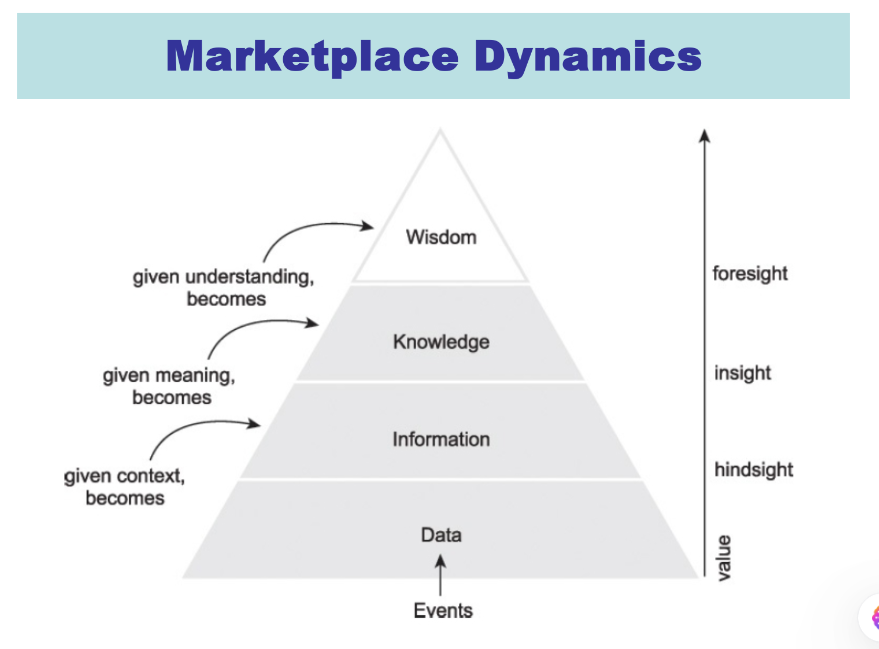 Marketplace Dynamics
Wisdom
given understanding,
becomes
foresight
Knowledge
given meaning,
becomes
insight
Information
given context,
becomes
hindsight
Data
value
Events